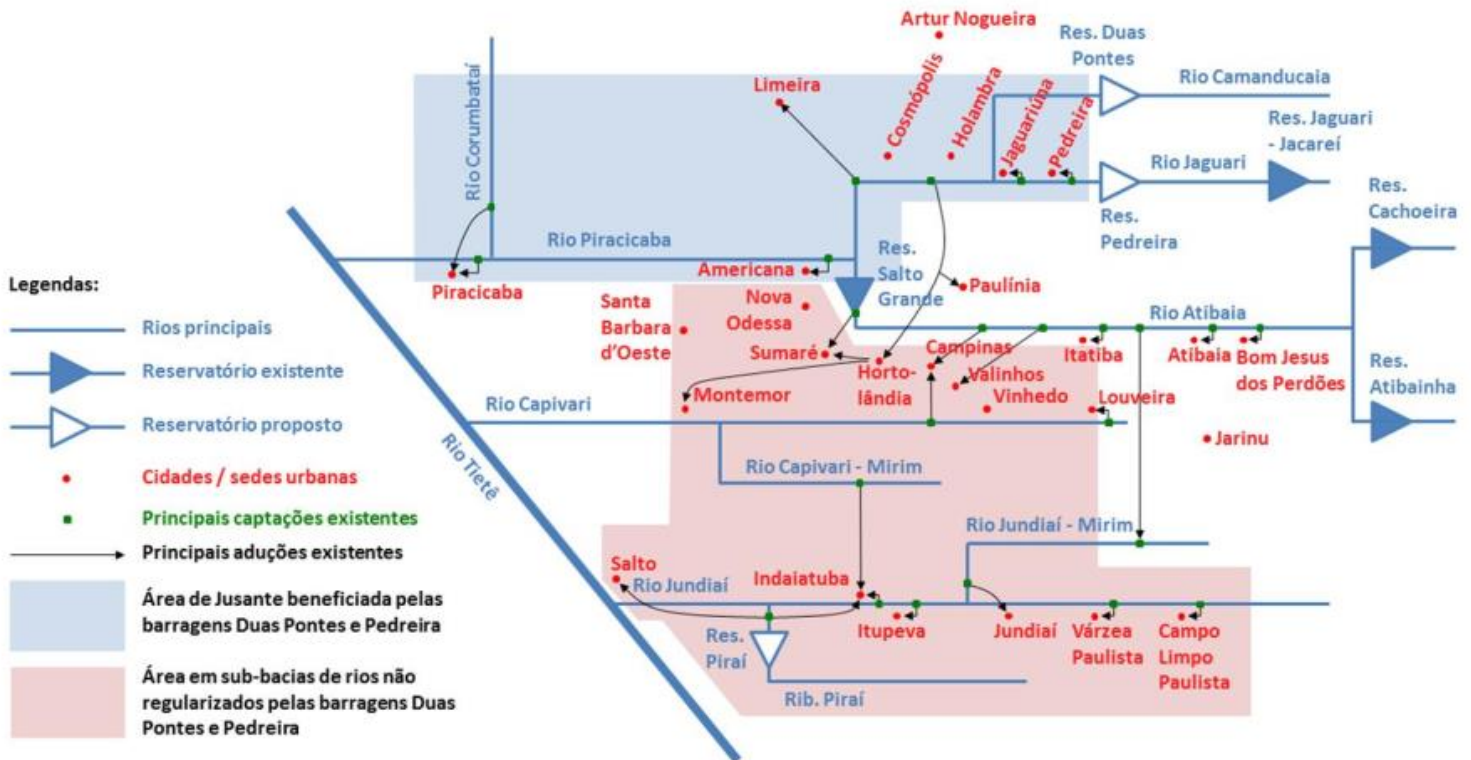 Artur Nogueira
Res. Duas
Pontes
Rio Camanducaia
Rio Corumbataí
Limeira
Cosmópolis
Holambra
Jaguariúna
Pedreira
Res. Jaguari
- Jacareí
Rio Jaguari
Res.
Pedreira
Res.
Cachoeira
Rio Piracicaba
Res.
Salto
Grande
Americana
Piracicaba
Paulínia
Nova
Odessa
Santa
Barbara
d'Oeste
Rio Atibaia
Sumaré
Horto-
lândia
Campinas
Valinhos
Itatiba
Atibaia
Bom Jesus
dos Perdões
Res.
Atibainha
Montemor
Vinhedo
Louveira
Rio Capivari
Jarinu
Rio Tietê
Rio Capivari - Mirim
Rio Jundiaí - Mirim
Salto
Rio Jundiaí
Indaiatuba
Itupeva
Jundiaí
Várzea
Paulista
Campo
Limpo
Paulista
Res.
Piraí
Rib. Piraí
Legendas:
Rios principais
Reservatório existente
Reservatório proposto
Cidades / sedes urbanas
Principais captações existentes
Principais aduções existentes
Área de Jusante beneficiada pelas
barragens Duas Pontes e Pedreira
Área em sub-bacias de rios não
regularizados pelas barragens Duas
Pontes e Pedreira